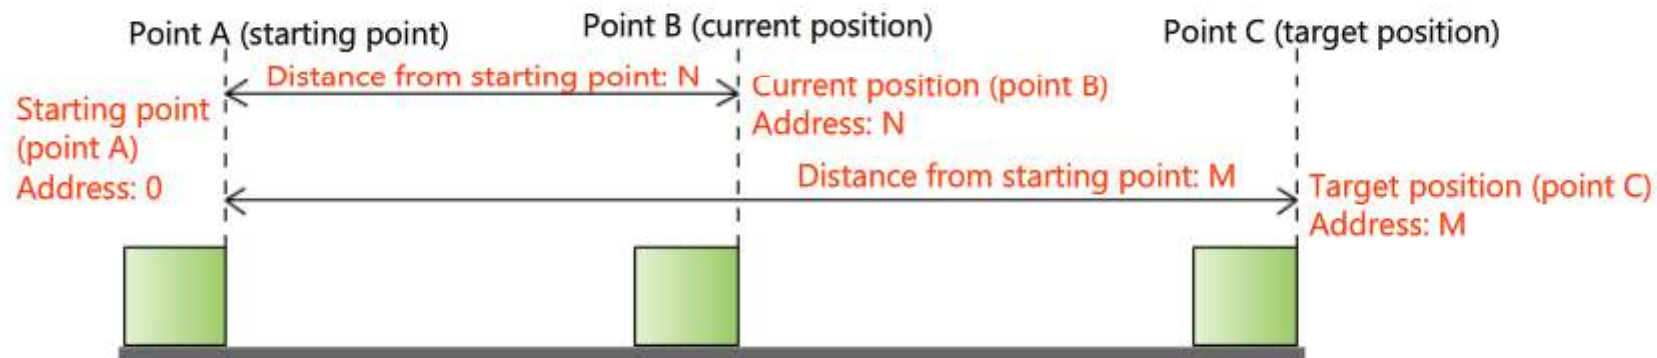 Point A (starting point)
Point B (current position)
Point C (target position)
Distance from starting point: N
Current position (point B)
Address: N
Starting point
(point A)
Address: 0
Distance from starting point: M
Target position (point C)
Address: M